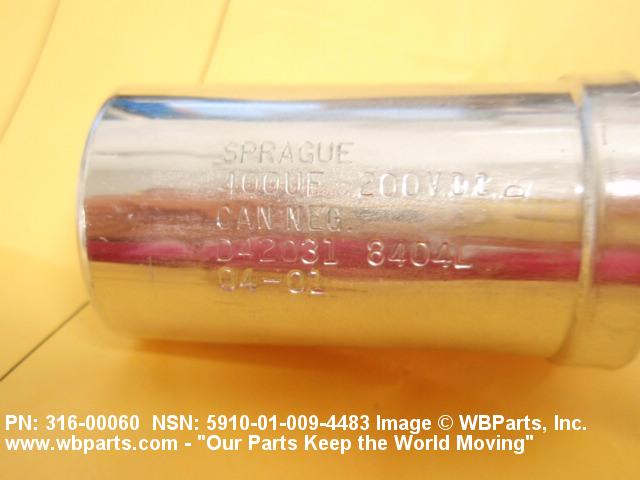 SPRAGUE
400UF 200V.D.C.
CAN NEG.
D42031 8404L
04-01
PN: 316-00060 NSN: 5910-01-009-4483 Image © WBParts, Inc.
www.wbparts.com - "Our Parts Keep the World Moving"